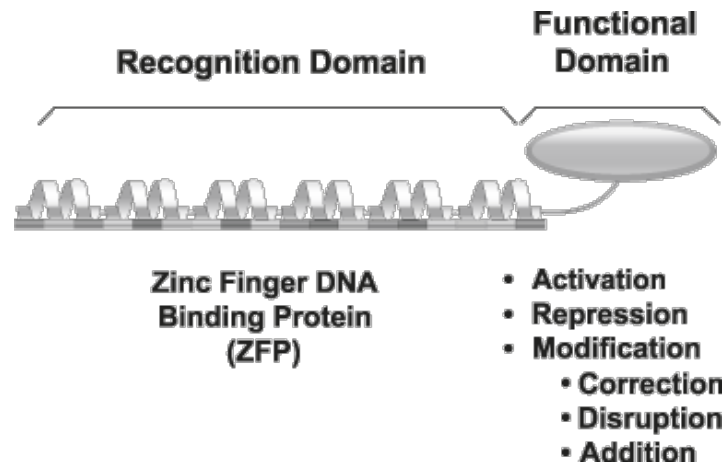 Functional
Domain
Recognition Domain
Zinc Finger DNA
Binding Protein
(ZFP)
• Activation
• Repression
• Modification
• Correction
• Disruption
• Addition